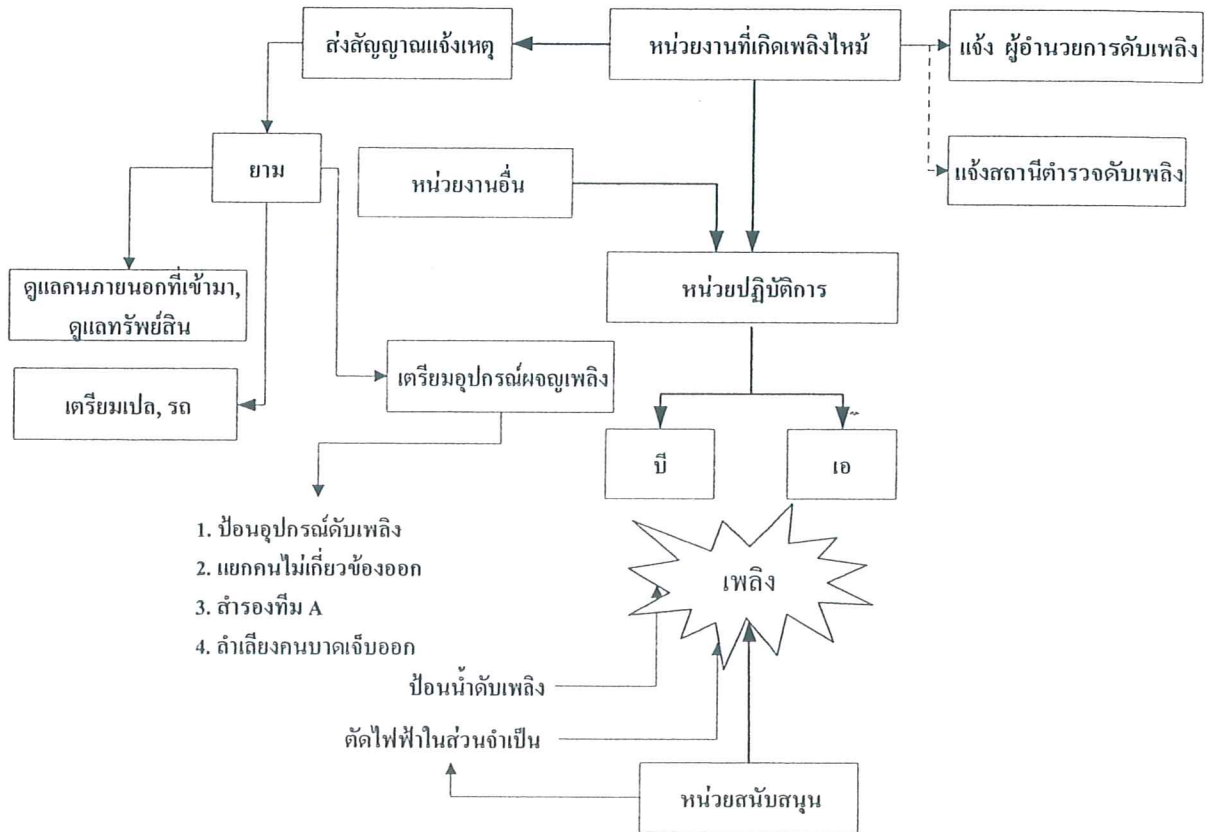 ส่งสัญญาณแจ้งเหตุ
หน่วยงานที่เกิดเพลิงไหม้
แจ้ง ผู้อำนวยการดับเพลิง
ยาม
หน่วยงานอื่น
แจ้งสถานีตำรวจดับเพลิง
ดูแลคนภายนอกที่เข้ามา,
ดูแลทรัพย์สิน
หน่วยปฏิบัติการ
เตรียมเปล, รถ
เตรียมอุปกรณ์ผจญเพลิง
บี
เอ
1. ป้อนอุปกรณ์ดับเพลิง
2. แยกคนไม่เกี่ยวข้องออก
3. สำรองทีม A
4. ลำเลียงคนบาดเจ็บออก
เพลิง
ป้อนน้ำดับเพลิง
ตัดไฟฟ้าในส่วนจำเป็น
หน่วยสนับสนุน